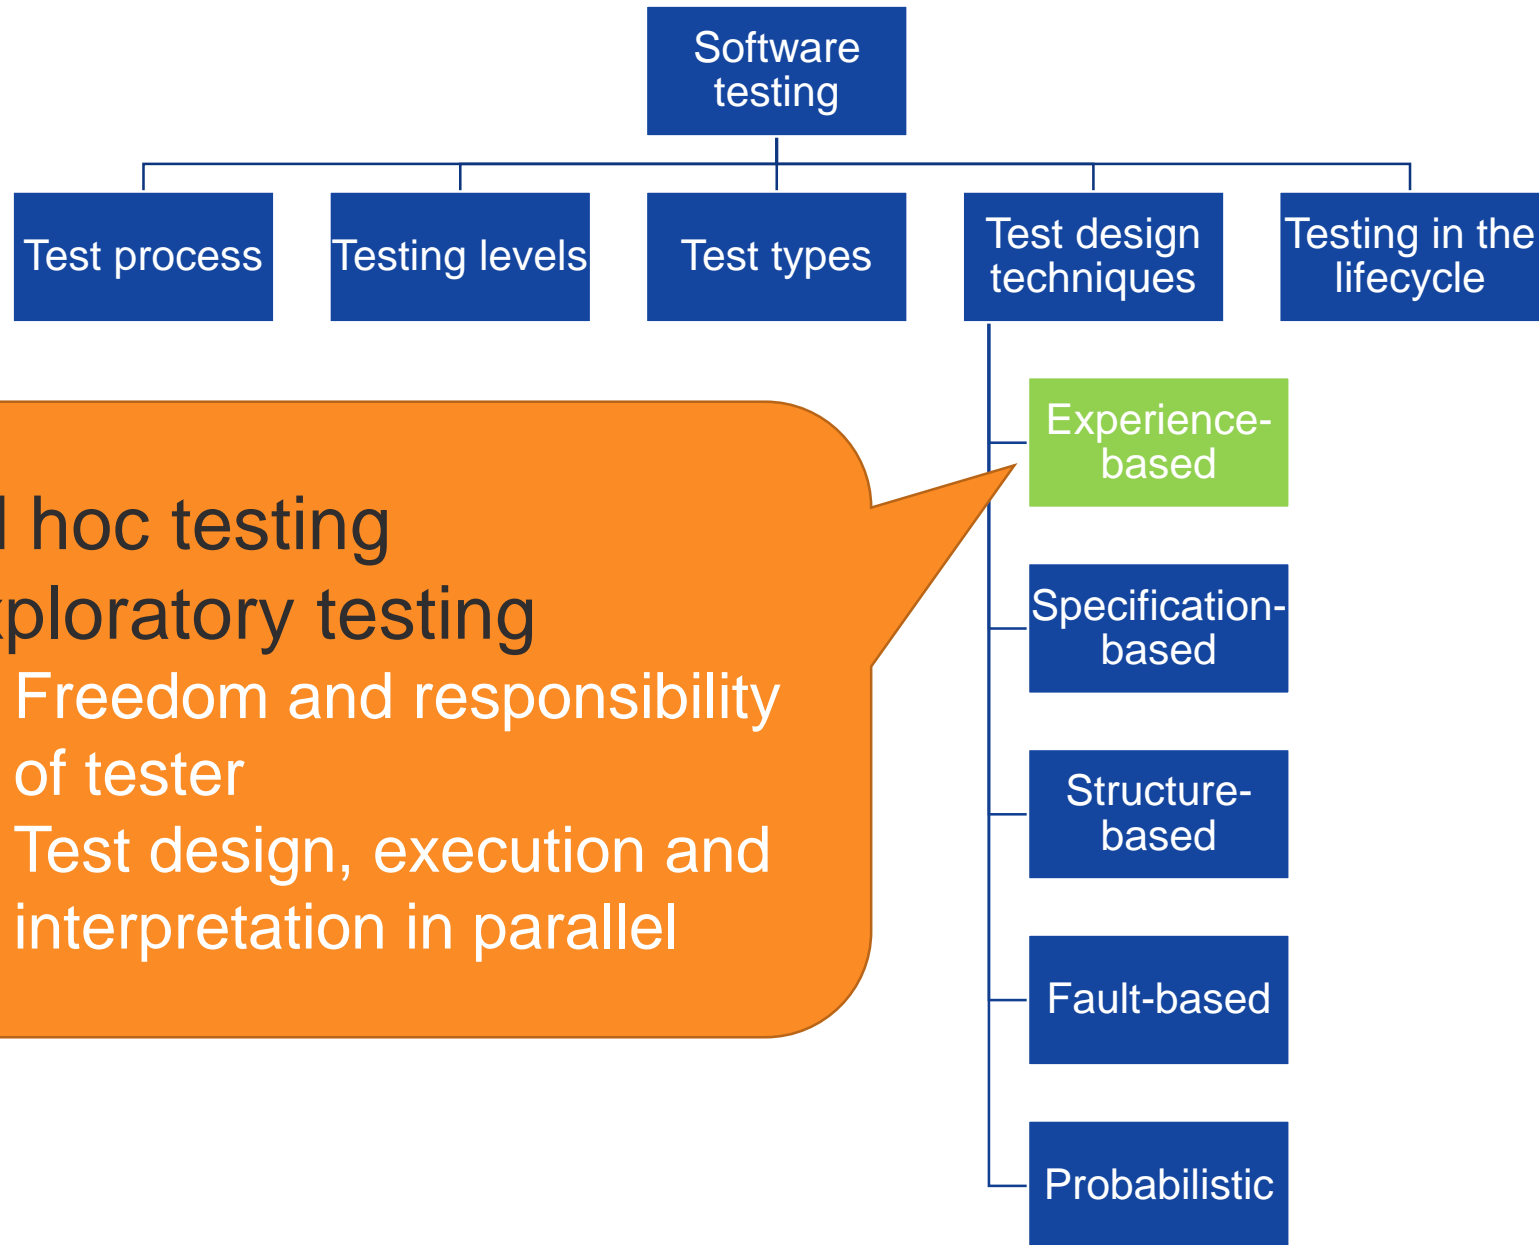 Software
testing
Test process
Testing levels
Test types
Test design
techniques
Testing in the
lifecycle
Experience-
based
d hoc testing
xploratory testing
Freedom and responsibility
of tester
Test design, execution and
interpretation in parallel
Specification-
based
Structure-
based
Fault-based
Probabilistic